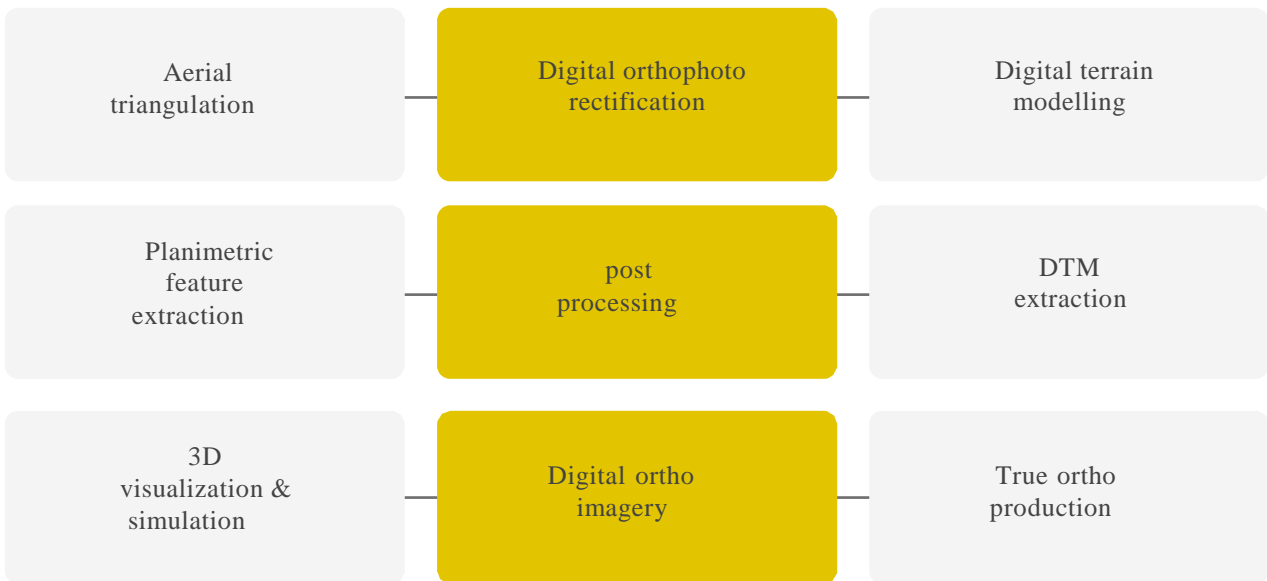 Aerial
triangulation
Digital orthophoto
rectification
Digital terrain
modelling
Planimetric
feature
extraction
post
processing
DTM
extraction
3D
visualization &
simulation
Digital ortho
imagery
True ortho
production